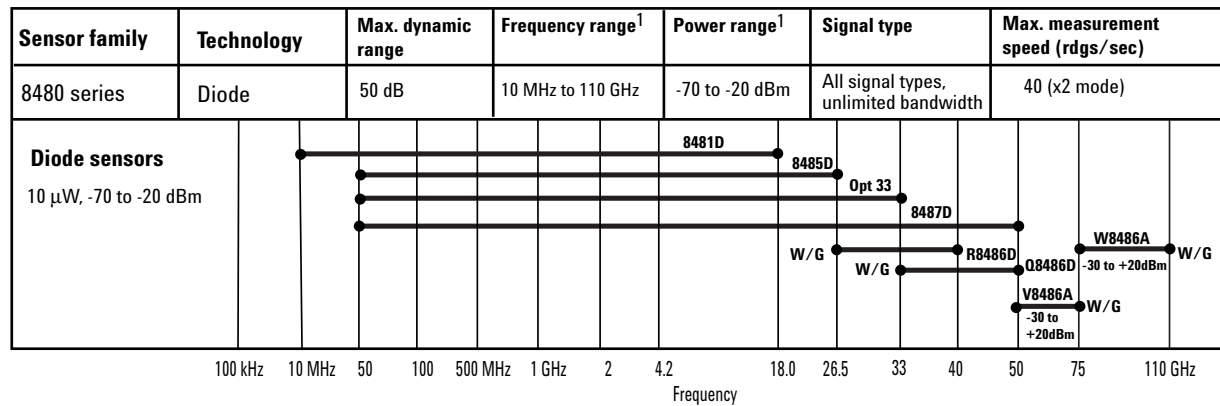 Sensor family
Technology
Max. dynamic
range
Frequency range1
Power range1
Signal type
Max. measurement
speed (rdgs/sec)
8480 series
Diode
50 dB
10 MHz to 110 GHz
-70 to -20 dBm
All signal types,
unlimited bandwidth
40 (x2 mode)
Diode sensors
10 µW, -70 to -20 dBm
8481D
8485D
Opt 33
8487D
W/G
R8486D
W8486A
W/G
W/G
Q8486D
-30 to +20dBm
V8486A
W/G
-30 to
+20dBm
100 kHz 10 MHz 50 100 500 MHz 1 GHz 2 4.2 18.0 26.5 33 40 50 75 110 GHz
Frequency